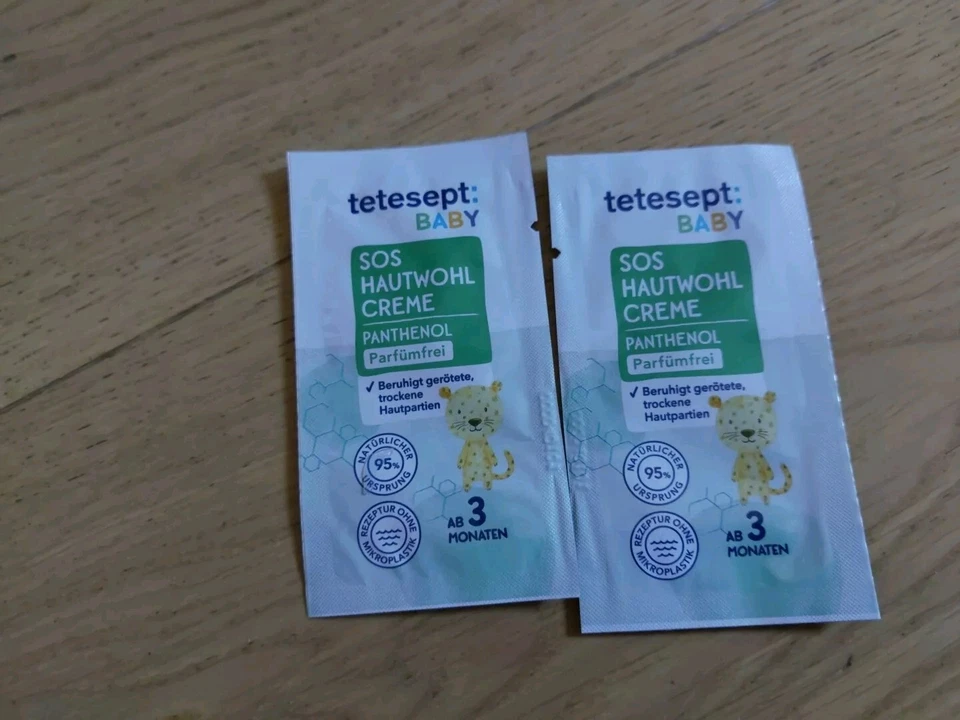 tetesept:
BABY
SOS
HAUTWOHL
CREME
PANTHENOL
Parfümfrei
✓ Beruhigt gerötete,
trockene
Hautpartien
NATÜRLICHER
95%
URSPRUNG
REZEPTUR OHNE
MIKROPLASTIK
AB 3
MONATEN
tetesept:
BABY
SOS
HAUTWOHL
CREME
PANTHENOL
Parfümfrei
✓ Beruhigt gerötete,
trockene
Hautpartien
NATÜRLICHER
95%
URSPRUNG
REZEPTUR OHNE
MIKROPLASTIK
AB 3
MONATEN